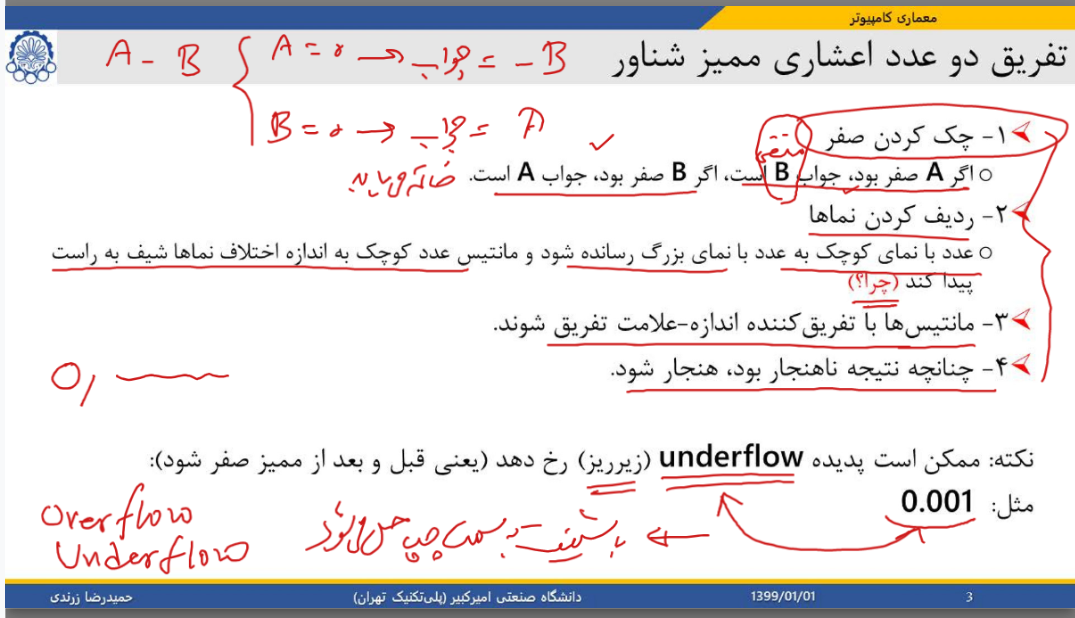 معماری کامپیوتر
تفریق دو عدد اعشاری ممیز شناور
A - B { A = 0 → جواب = -B
B = 0 → جواب = A
۱- چک کردن صفر
منفی
اگر A صفر بود، جواب B است، اگر B صفر بود، جواب A است.
۲- ردیف کردن نماها
عدد با نمای کوچک به عدد با نمای بزرگ رسانده شود و مانتیس عدد کوچک به اندازه اختلاف نماها شیف به راست
پیدا کند (چرا؟)
۳- مانتیس‌ها با تفریق‌کننده اندازه-علامت تفریق شوند.
۴- چنانچه نتیجه ناهنجار بود، هنجار شود.
0,
نکته: ممکن است پدیده underflow (زیرریز) رخ دهد (یعنی قبل و بعد از ممیز صفر شود):
مثل: 0.001
Overflow
Underflow
← با شیفت به سمت چپ حل می‌شود
حمیدرضا زرندی
دانشگاه صنعتی امیرکبیر (پلی‌تکنیک تهران)
1399/01/01
3